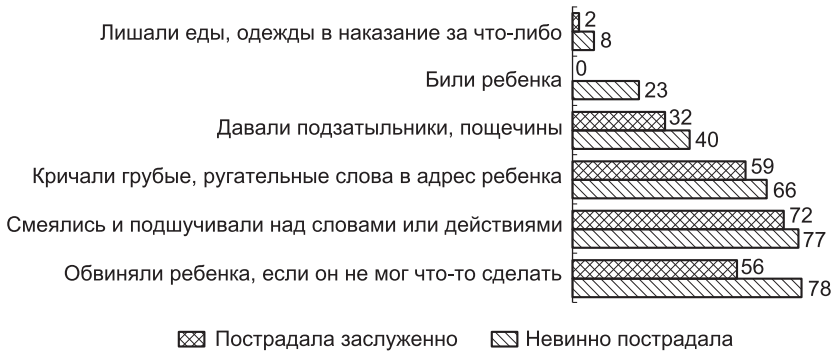 Лишали еды, одежды в наказание за что-либо
2
8
Били ребенка
0
23
Давали подзатыльники, пощечины
32
40
Кричали грубые, ругательные слова в адрес ребенка
59
66
Смеялись и подшучивали над словами или действиями
72
77
Обвиняли ребенка, если он не мог что-то сделать
56
78
Пострадала заслуженно
Невинно пострадала